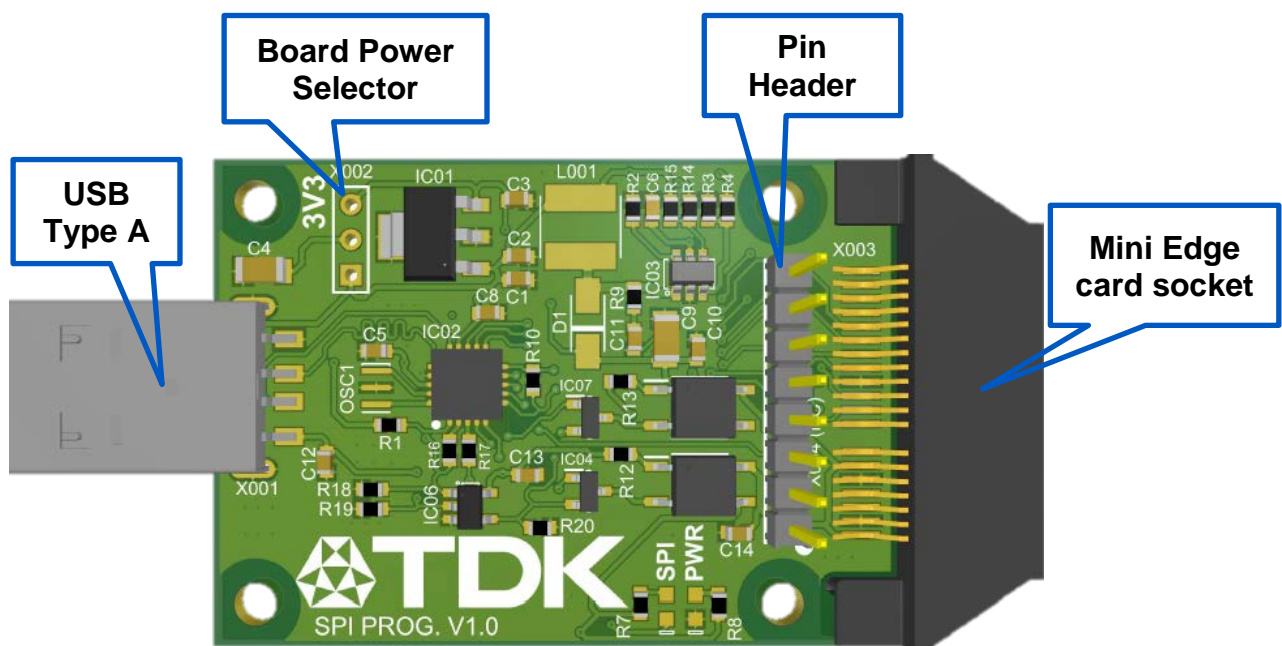 Board Power
Selector
Pin
Header
USB
Type A
Mini Edge
card socket
X002
3V3
IC01
C3
L001
R2
C6
R15
R14
R3
R4
X003
C4
C2
C1
IC03
C8
R9
D1
C11
C9
C10
C5
IC02
R10
OSC1
IC07
R13
R1
R16
R17
C13
IC04
R12
C12
X001
R18
R19
IC06
R20
C14
SPI
PWR
TDK
SPI PROG. V1.0
R7
R8